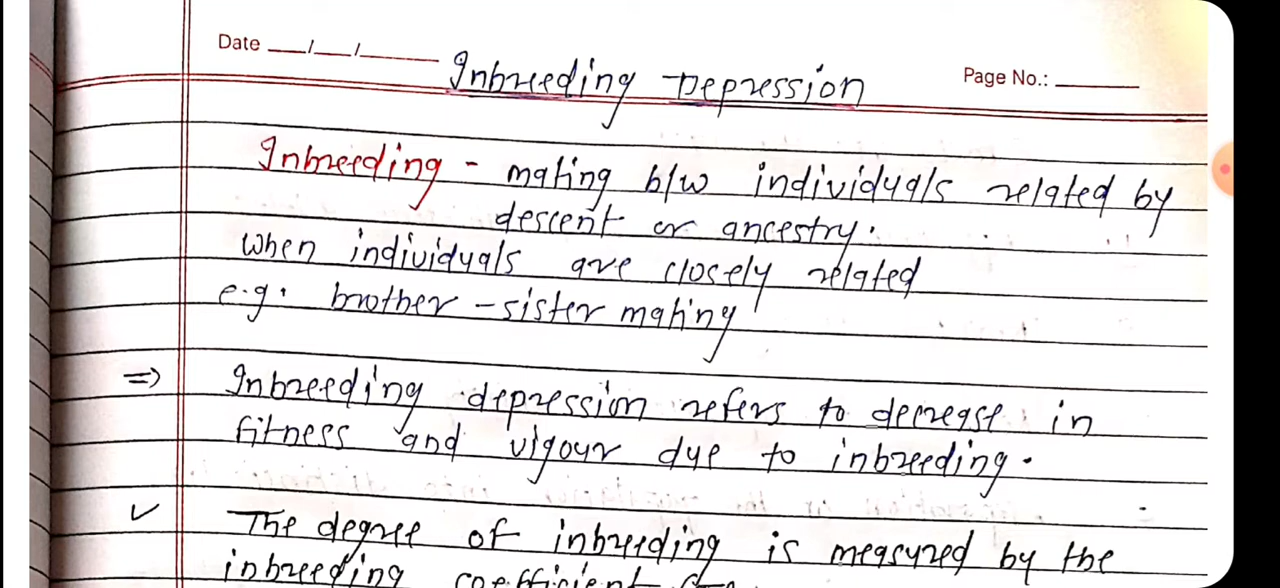 Date __/__/____
Inbreeding Depression
Page No.: ______
Inbreeding - mating b/w individuals related by
descent or ancestry.
when individuals are closely related
e.g. brother - sister mating
=> Inbreeding depression refers to decrease in
fitness and vigour due to inbreeding.
✓ The degree of inbreeding is measured by the
inbreeding coefficient